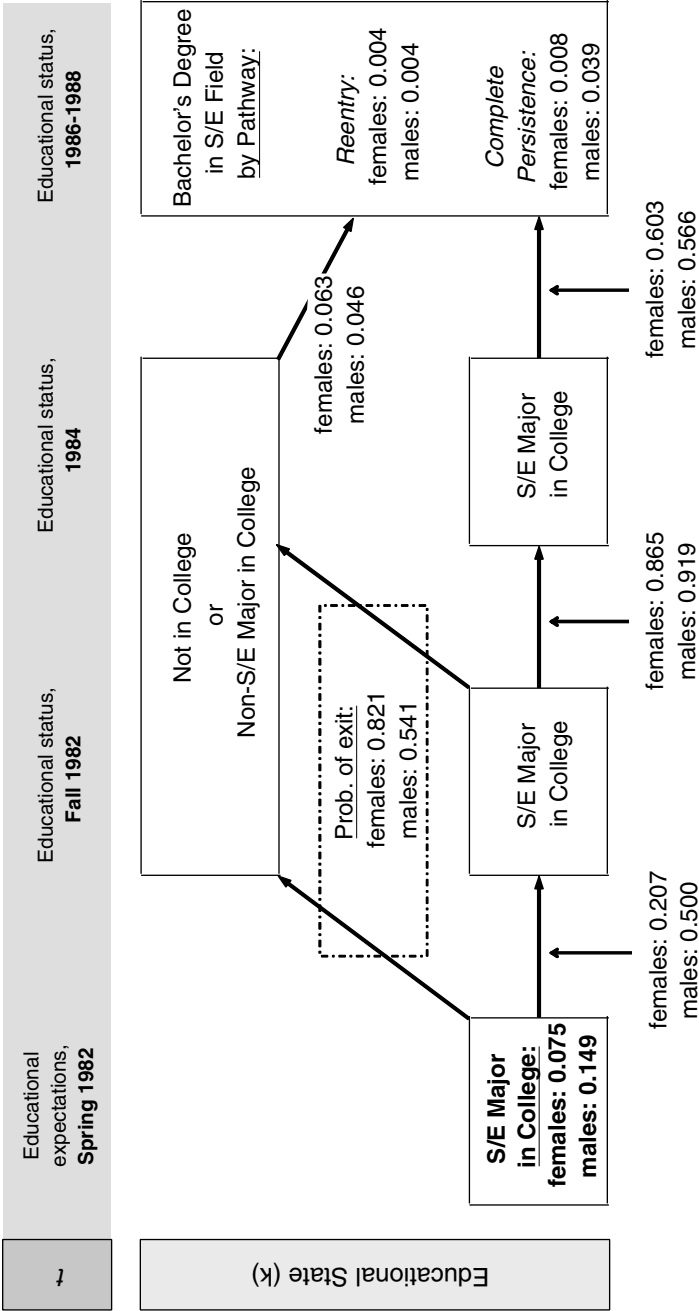 t
Educational
expectations,
Spring 1982
Educational status,
Fall 1982
Educational status,
1984
Educational status,
1986-1988
Educational State (k)
Not in College
or
Non-S/E Major in College
Bachelor's Degree
in S/E Field
by Pathway:
Reentry:
females: 0.004
males: 0.004
Complete
Persistence:
females: 0.008
males: 0.039
females: 0.063
males: 0.046
Prob. of exit:
females: 0.821
males: 0.541
S/E Major
in College:
females: 0.075
males: 0.149
S/E Major
in College
S/E Major
in College
females: 0.207
males: 0.500
females: 0.865
males: 0.919
females: 0.603
males: 0.566